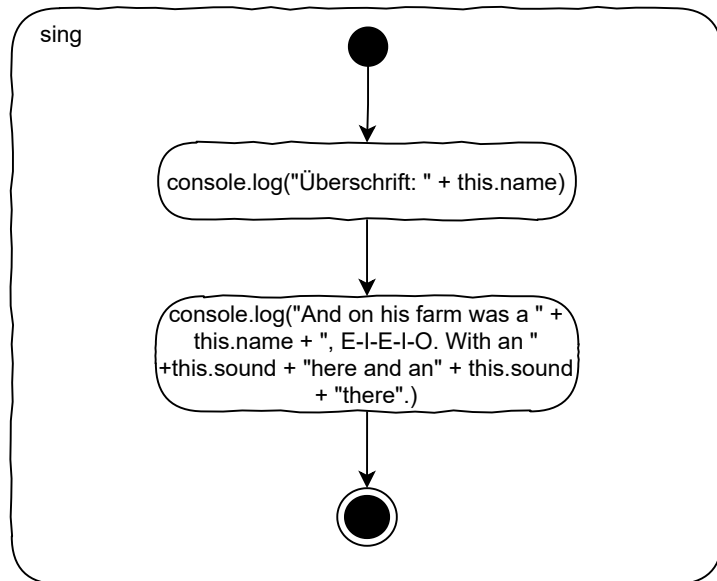 sing
console.log("Überschrift: " + this.name)
console.log("And on his farm was a " +
this.name + ", E-I-E-I-O. With an "
+this.sound + "here and an" + this.sound
+ "there".)